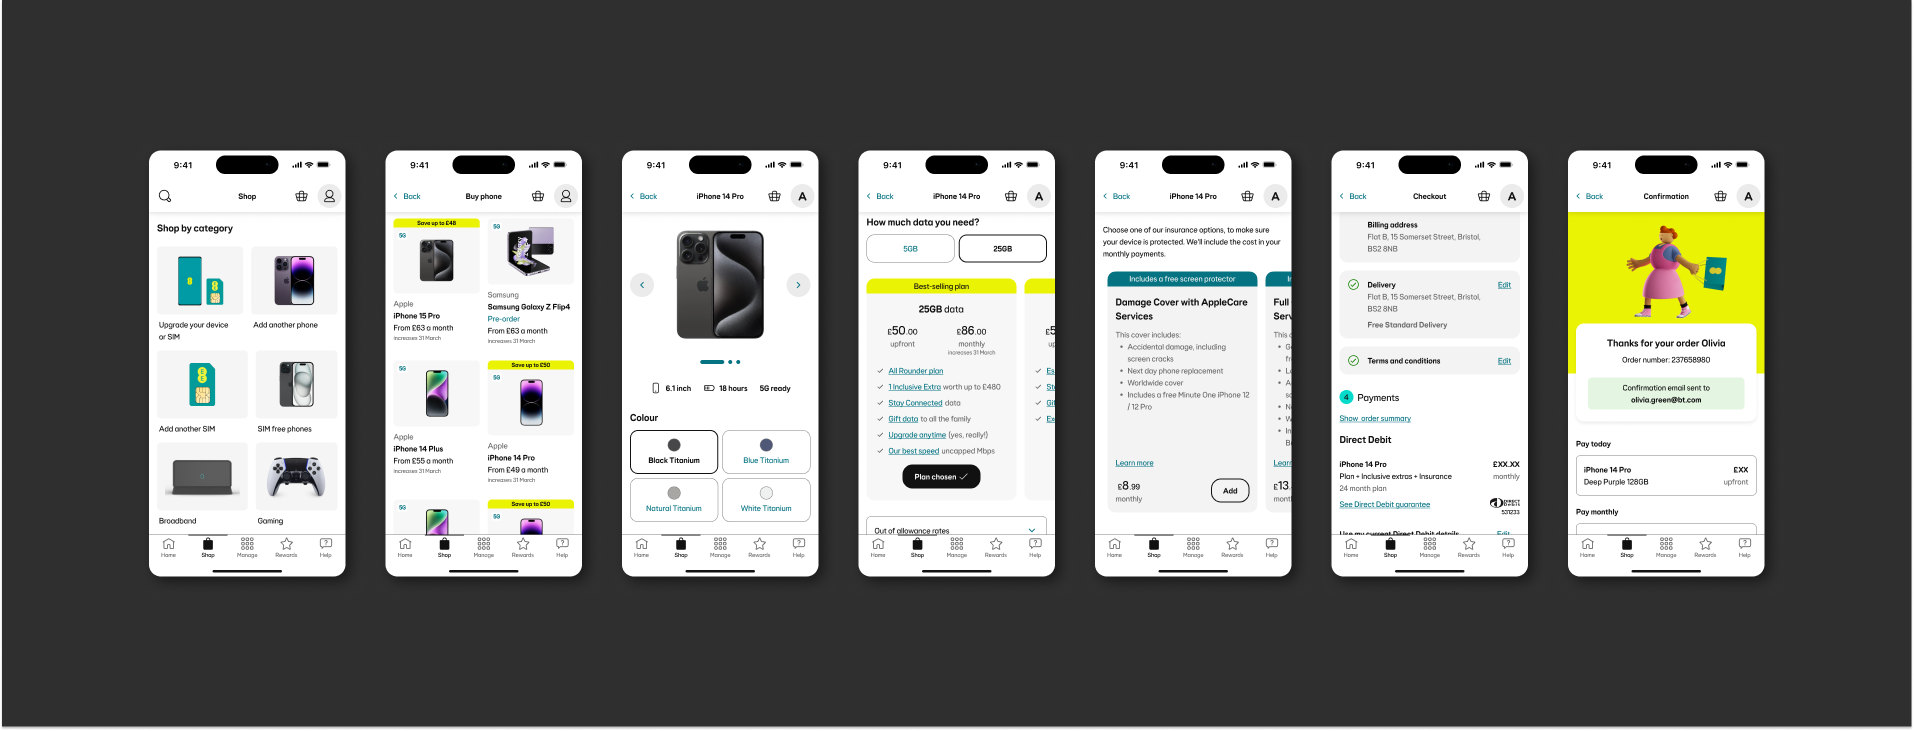 9:41
Shop
Shop by category
Upgrade your device
or SIM
Add another phone
Add another SIM
SIM free phones
Broadband
Gaming
Home
Shop
Manage
Rewards
Help
9:41
Back
Buy phone
Save up to £48
5G
5G
Apple
iPhone 15 Pro
From £63 a month
increases 31 March
Samsung
Samsung Galaxy Z Flip4
Pre-order
From £63 a month
increases 31 March
5G
Save up to £50
5G
Apple
iPhone 14 Plus
From £55 a month
increases 31 March
Apple
iPhone 14 Pro
From £49 a month
increases 31 March
5G
Save up to £50
5G
Home
Shop
Manage
Rewards
Help
9:41
Back
iPhone 14 Pro
A
6.1 inch
18 hours
5G ready
Colour
Black Titanium
Blue Titanium
Natural Titanium
White Titanium
Home
Shop
Manage
Rewards
Help
9:41
Back
iPhone 14 Pro
A
How much data you need?
5GB
25GB
Best-selling plan
25GB data
£50.00
upfront
£86.00
monthly
increases 31 March
All Rounder plan
1 Inclusive Extra worth up to £480
Stay Connected data
Gift data to all the family
Upgrade anytime (yes, really!)
Our best speed uncapped Mbps
Plan chosen
£5
Es
St
Gif
Ex
Out of allowance rates
Home
Shop
Manage
Rewards
Help
9:41
Back
iPhone 14 Pro
A
Choose one of our insurance options, to make sure
your device is protected. We'll include the cost in your
monthly payments.
Includes a free screen protector
Damage Cover with AppleCare
Services
This cover includes:
Accidental damage, including
screen cracks
Next day phone replacement
Worldwide cover
Includes a free Minute One iPhone 12
/ 12 Pro
Learn more
£8.99
monthly
Add
Full
Serv
This c
Learn
£13.
mont
Home
Shop
Manage
Rewards
Help
9:41
Back
Checkout
A
Billing address
Flat B, 15 Somerset Street, Bristol,
BS2 8NB
Delivery
Edit
Flat B, 15 Somerset Street, Bristol,
BS2 8NB
Free Standard Delivery
Terms and conditions
Edit
4 Payments
Show order summary
Direct Debit
iPhone 14 Pro
£XX.XX
Plan + Inclusive extras + Insurance
monthly
24 month plan
See Direct Debit guarantee
DIRECT
Debit
531233
Use my current Direct Debit details
Edit
Home
Shop
Manage
Rewards
Help
9:41
Back
Confirmation
A
Thanks for your order Olivia
Order number: 237658980
Confirmation email sent to
olivia.green@bt.com
Pay today
iPhone 14 Pro
£XX
Deep Purple 128GB
upfront
Pay monthly
Home
Shop
Manage
Rewards
Help